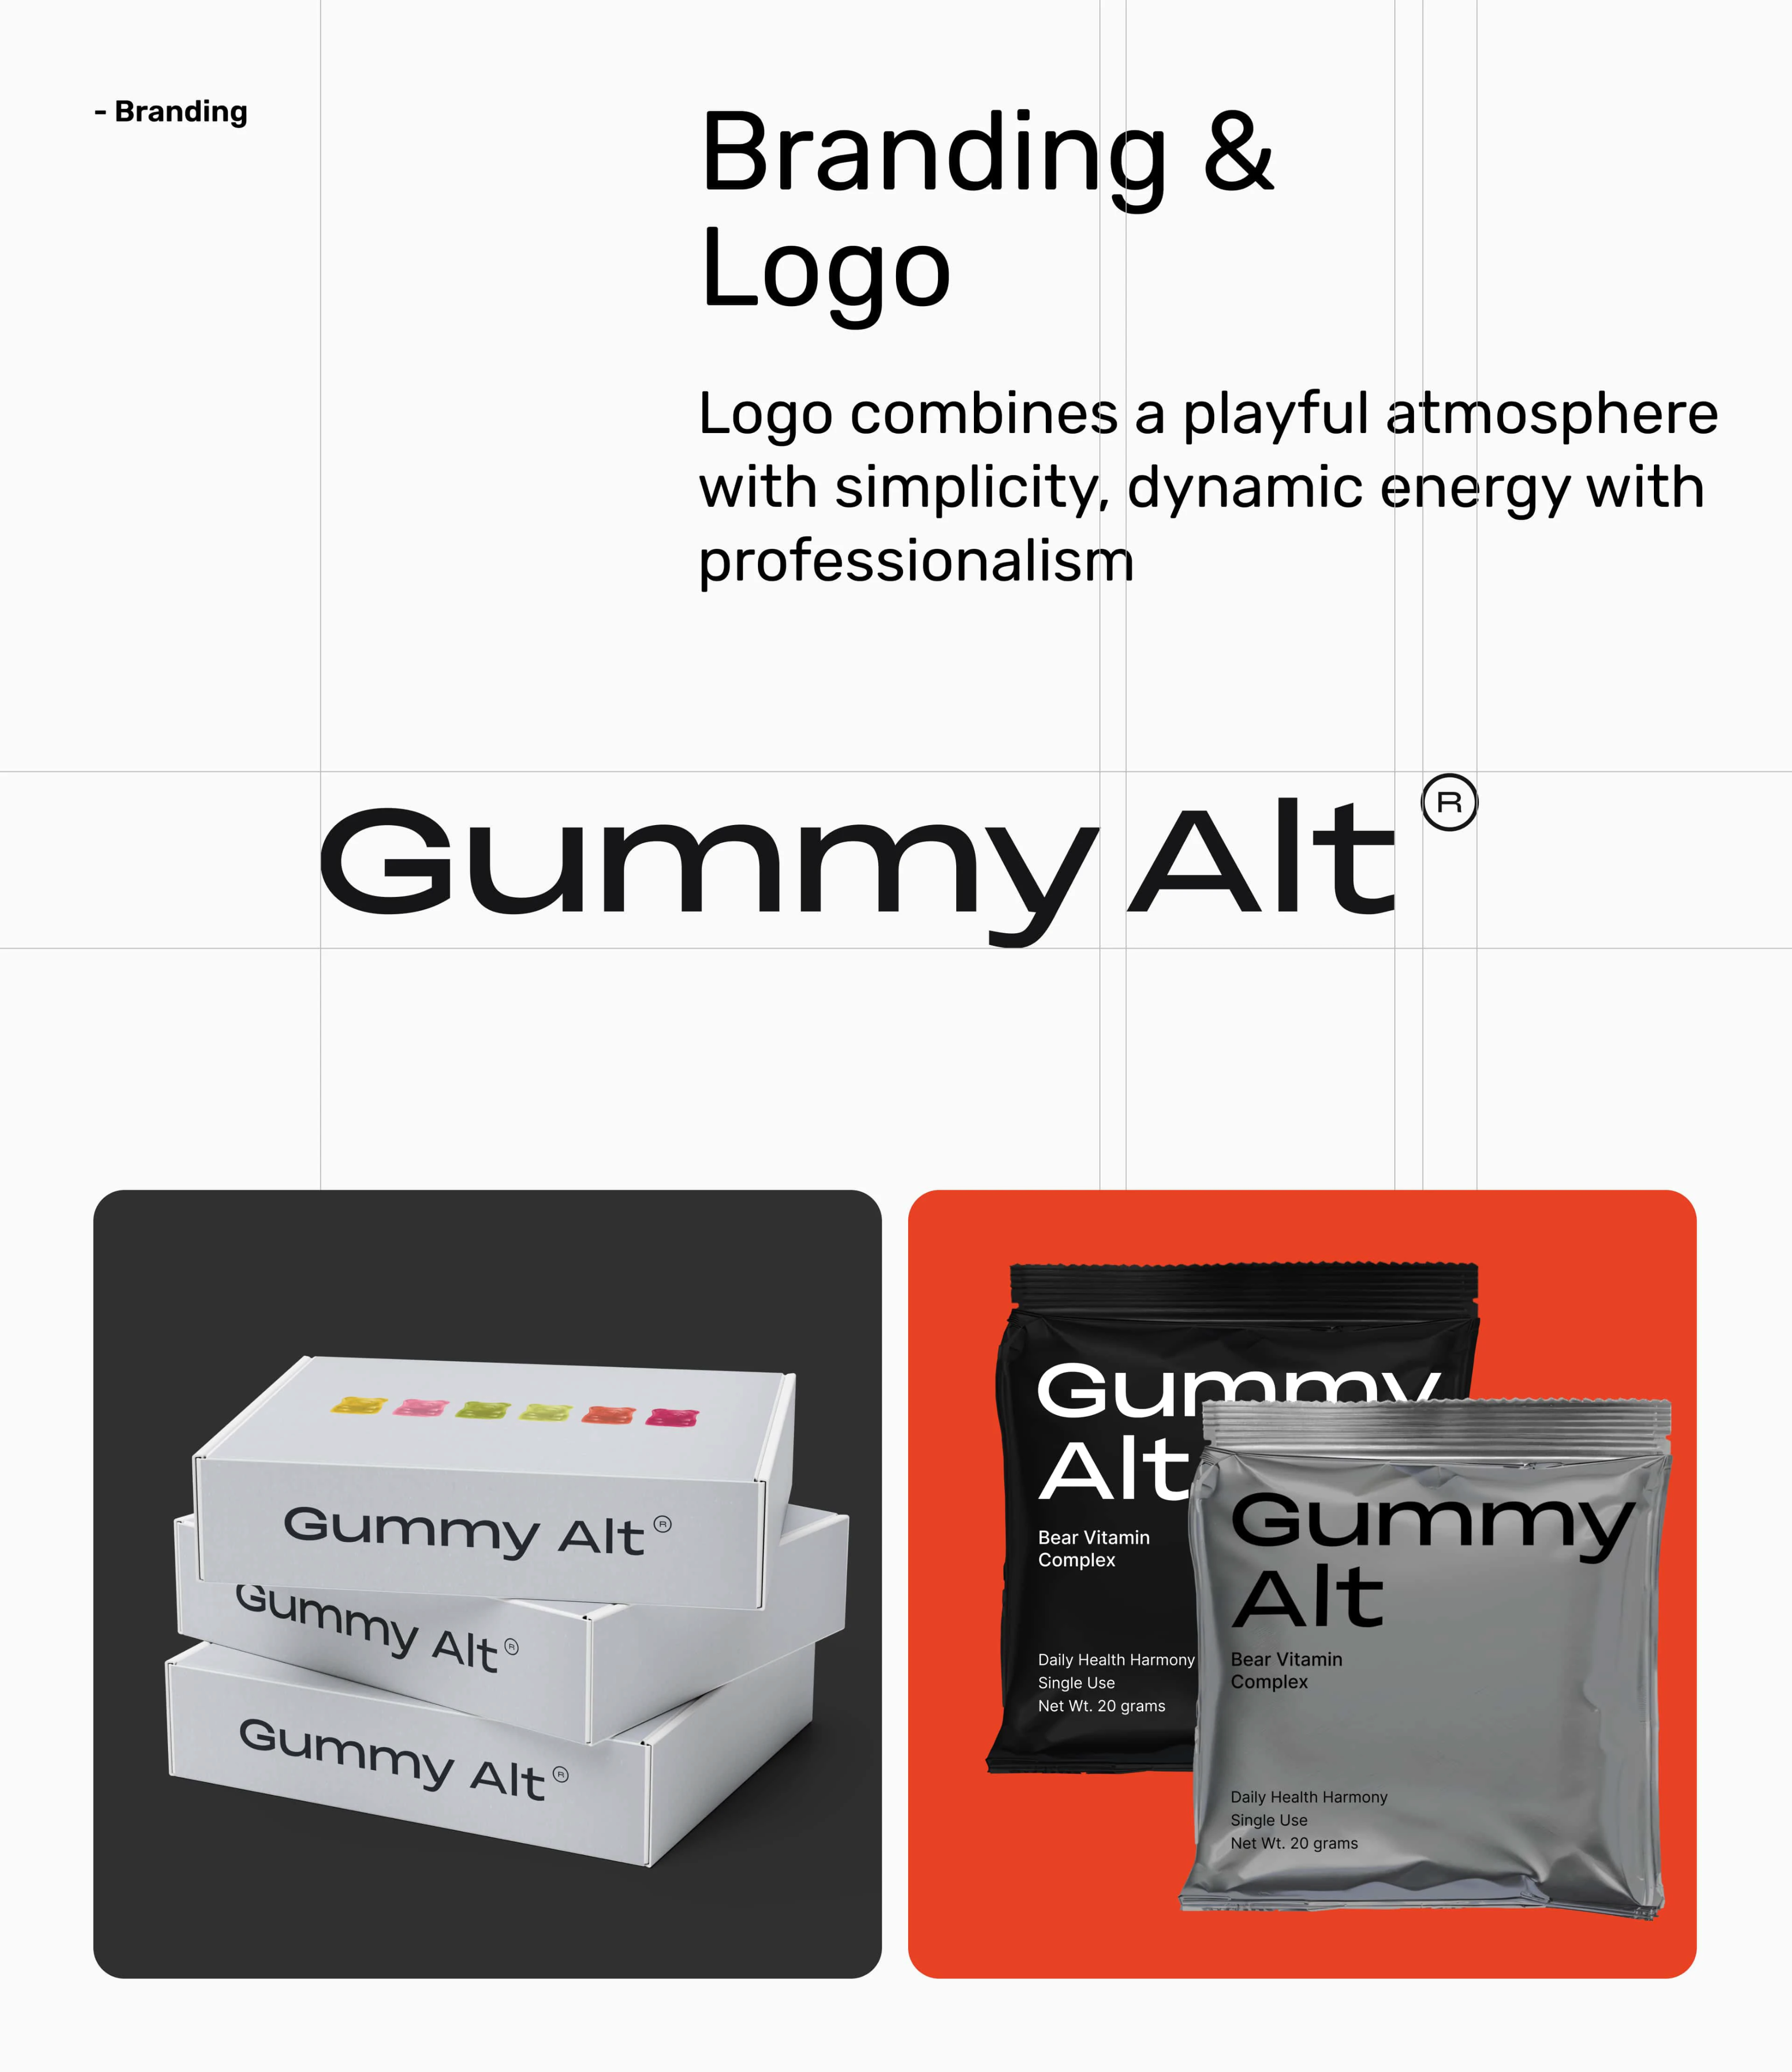 - Branding
Branding &
Logo
Logo combines a playful atmosphere
with simplicity, dynamic energy with
professionalism
Gummy Alt ®
Gummy Alt ®
Gummy Alt ®
Gummy Alt ®
Gummy
Alt
Bear Vitamin
Complex
Daily Health Harmony
Single Use
Net Wt. 20 grams
Gummy
Alt
Bear Vitamin
Complex
Daily Health Harmony
Single Use
Net Wt. 20 grams